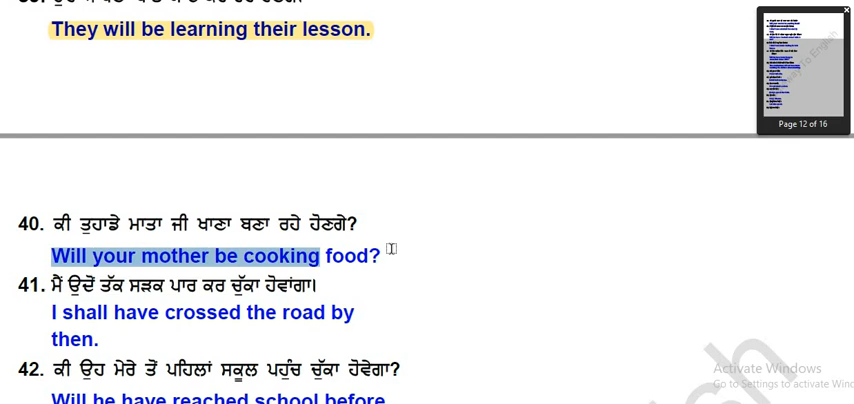 They will be learning their lesson.
Page 12 of 16
40. ਕੀ ਤੁਹਾਡੇ ਮਾਤਾ ਜੀ ਖਾਣਾ ਬਣਾ ਰਹੇ ਹੋਣਗੇ?
Will your mother be cooking food?
41. ਮੈਂ ਉਦੋਂ ਤੱਕ ਸੜਕ ਪਾਰ ਕਰ ਚੁੱਕਾ ਹੋਵਾਂਗਾ।
I shall have crossed the road by
then.
42. ਕੀ ਉਹ ਮੇਰੇ ਤੋਂ ਪਹਿਲਾਂ ਸਕੂਲ ਪਹੁੰਚ ਚੁੱਕਾ ਹੋਵੇਗਾ?
Will he have reached school before
Activate Windows
Go to Settings to activate Winc